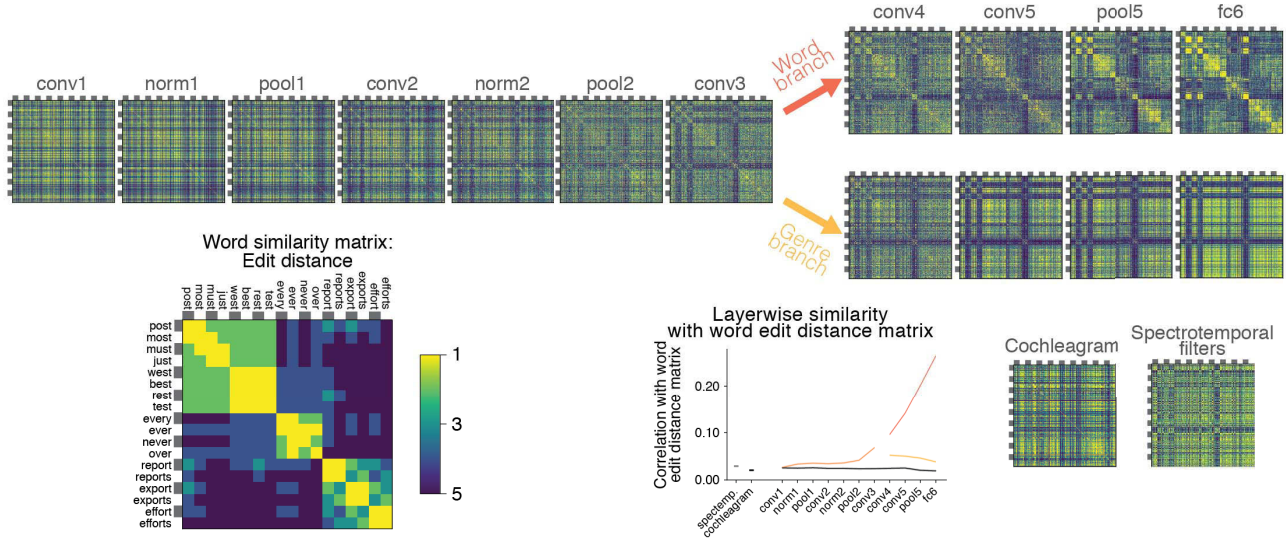 conv4 conv5 pool5 fc6
Word
branch
conv1 norm1 pool1 conv2 norm2 pool2 conv3
Genre
branch
Word similarity matrix:
Edit distance
post most must just west best rest test every ever never over report reports export exports effort efforts
post
most
must
just
west
best
rest
test
every
ever
never
over
report
reports
export
exports
effort
efforts
1
3
5
Layerwise similarity
with word edit distance matrix
Correlation with word
edit distance matrix
0.20
0.10
0.00
spectemp. cochleagram conv1 norm1 pool1 conv2 norm2 pool2 conv3 conv4 conv5 pool5 fc6
Cochleagram
Spectrotemporal
filters